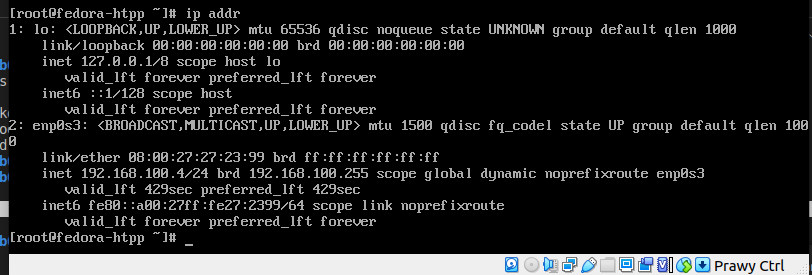 [root@fedora-htpp ~]# ip addr
1: lo: <LOOPBACK,UP,LOWER_UP> mtu 65536 qdisc noqueue state UNKNOWN group default qlen 1000
    link/loopback 00:00:00:00:00:00 brd 00:00:00:00:00:00
    inet 127.0.0.1/8 scope host lo
       valid_lft forever preferred_lft forever
    inet6 ::1/128 scope host
       valid_lft forever preferred_lft forever
2: enp0s3: <BROADCAST,MULTICAST,UP,LOWER_UP> mtu 1500 qdisc fq_codel state UP group default qlen 100
0
    link/ether 08:00:27:27:23:99 brd ff:ff:ff:ff:ff:ff
    inet 192.168.100.4/24 brd 192.168.100.255 scope global dynamic noprefixroute enp0s3
       valid_lft 429sec preferred_lft 429sec
    inet6 fe80::a00:27ff:fe27:2399/64 scope link noprefixroute
       valid_lft forever preferred_lft forever
[root@fedora-htpp ~]# _
Prawy Ctrl